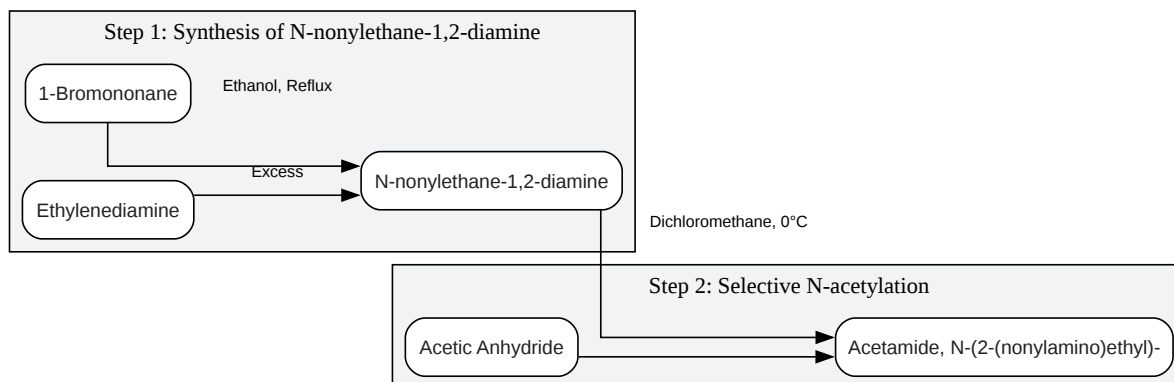 Step 1: Synthesis of N-nonylethane-1,2-diamine
1-Bromononane
Ethanol, Reflux
Excess
N-nonylethane-1,2-diamine
Ethylenediamine
Dichloromethane, 0°C
Step 2: Selective N-acetylation
Acetic Anhydride
Acetamide, N-(2-(nonylamino)ethyl)-